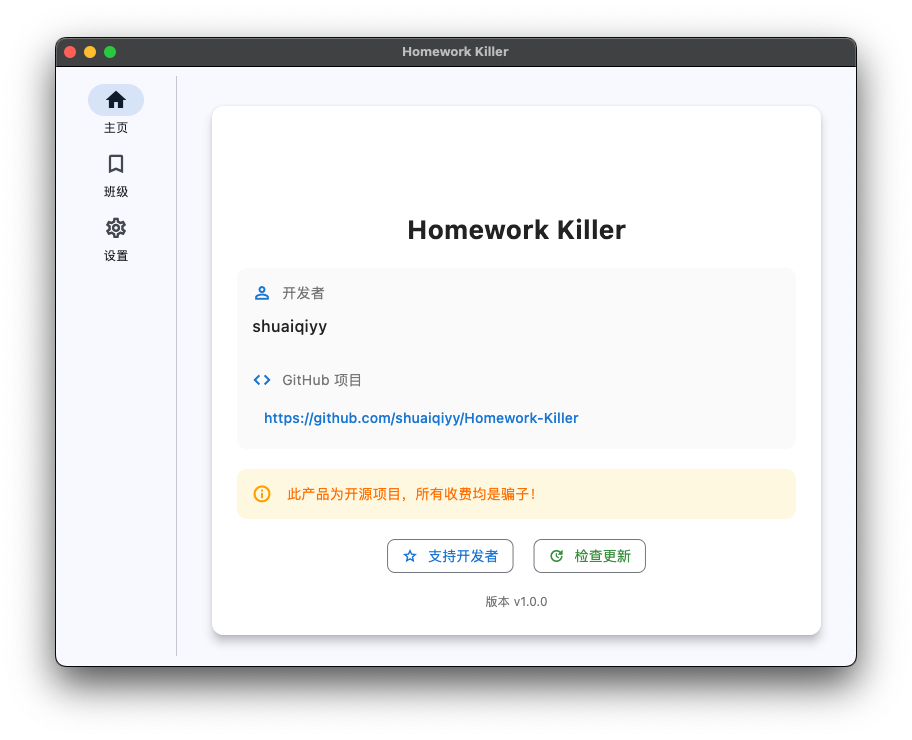 Homework Killer
主页
班级
设置
Homework Killer
开发者
shuaiqiyy
GitHub 项目
https://github.com/shuaiqiyy/Homework-Killer
此产品为开源项目，所有收费均是骗子！
支持开发者
检查更新
版本 v1.0.0